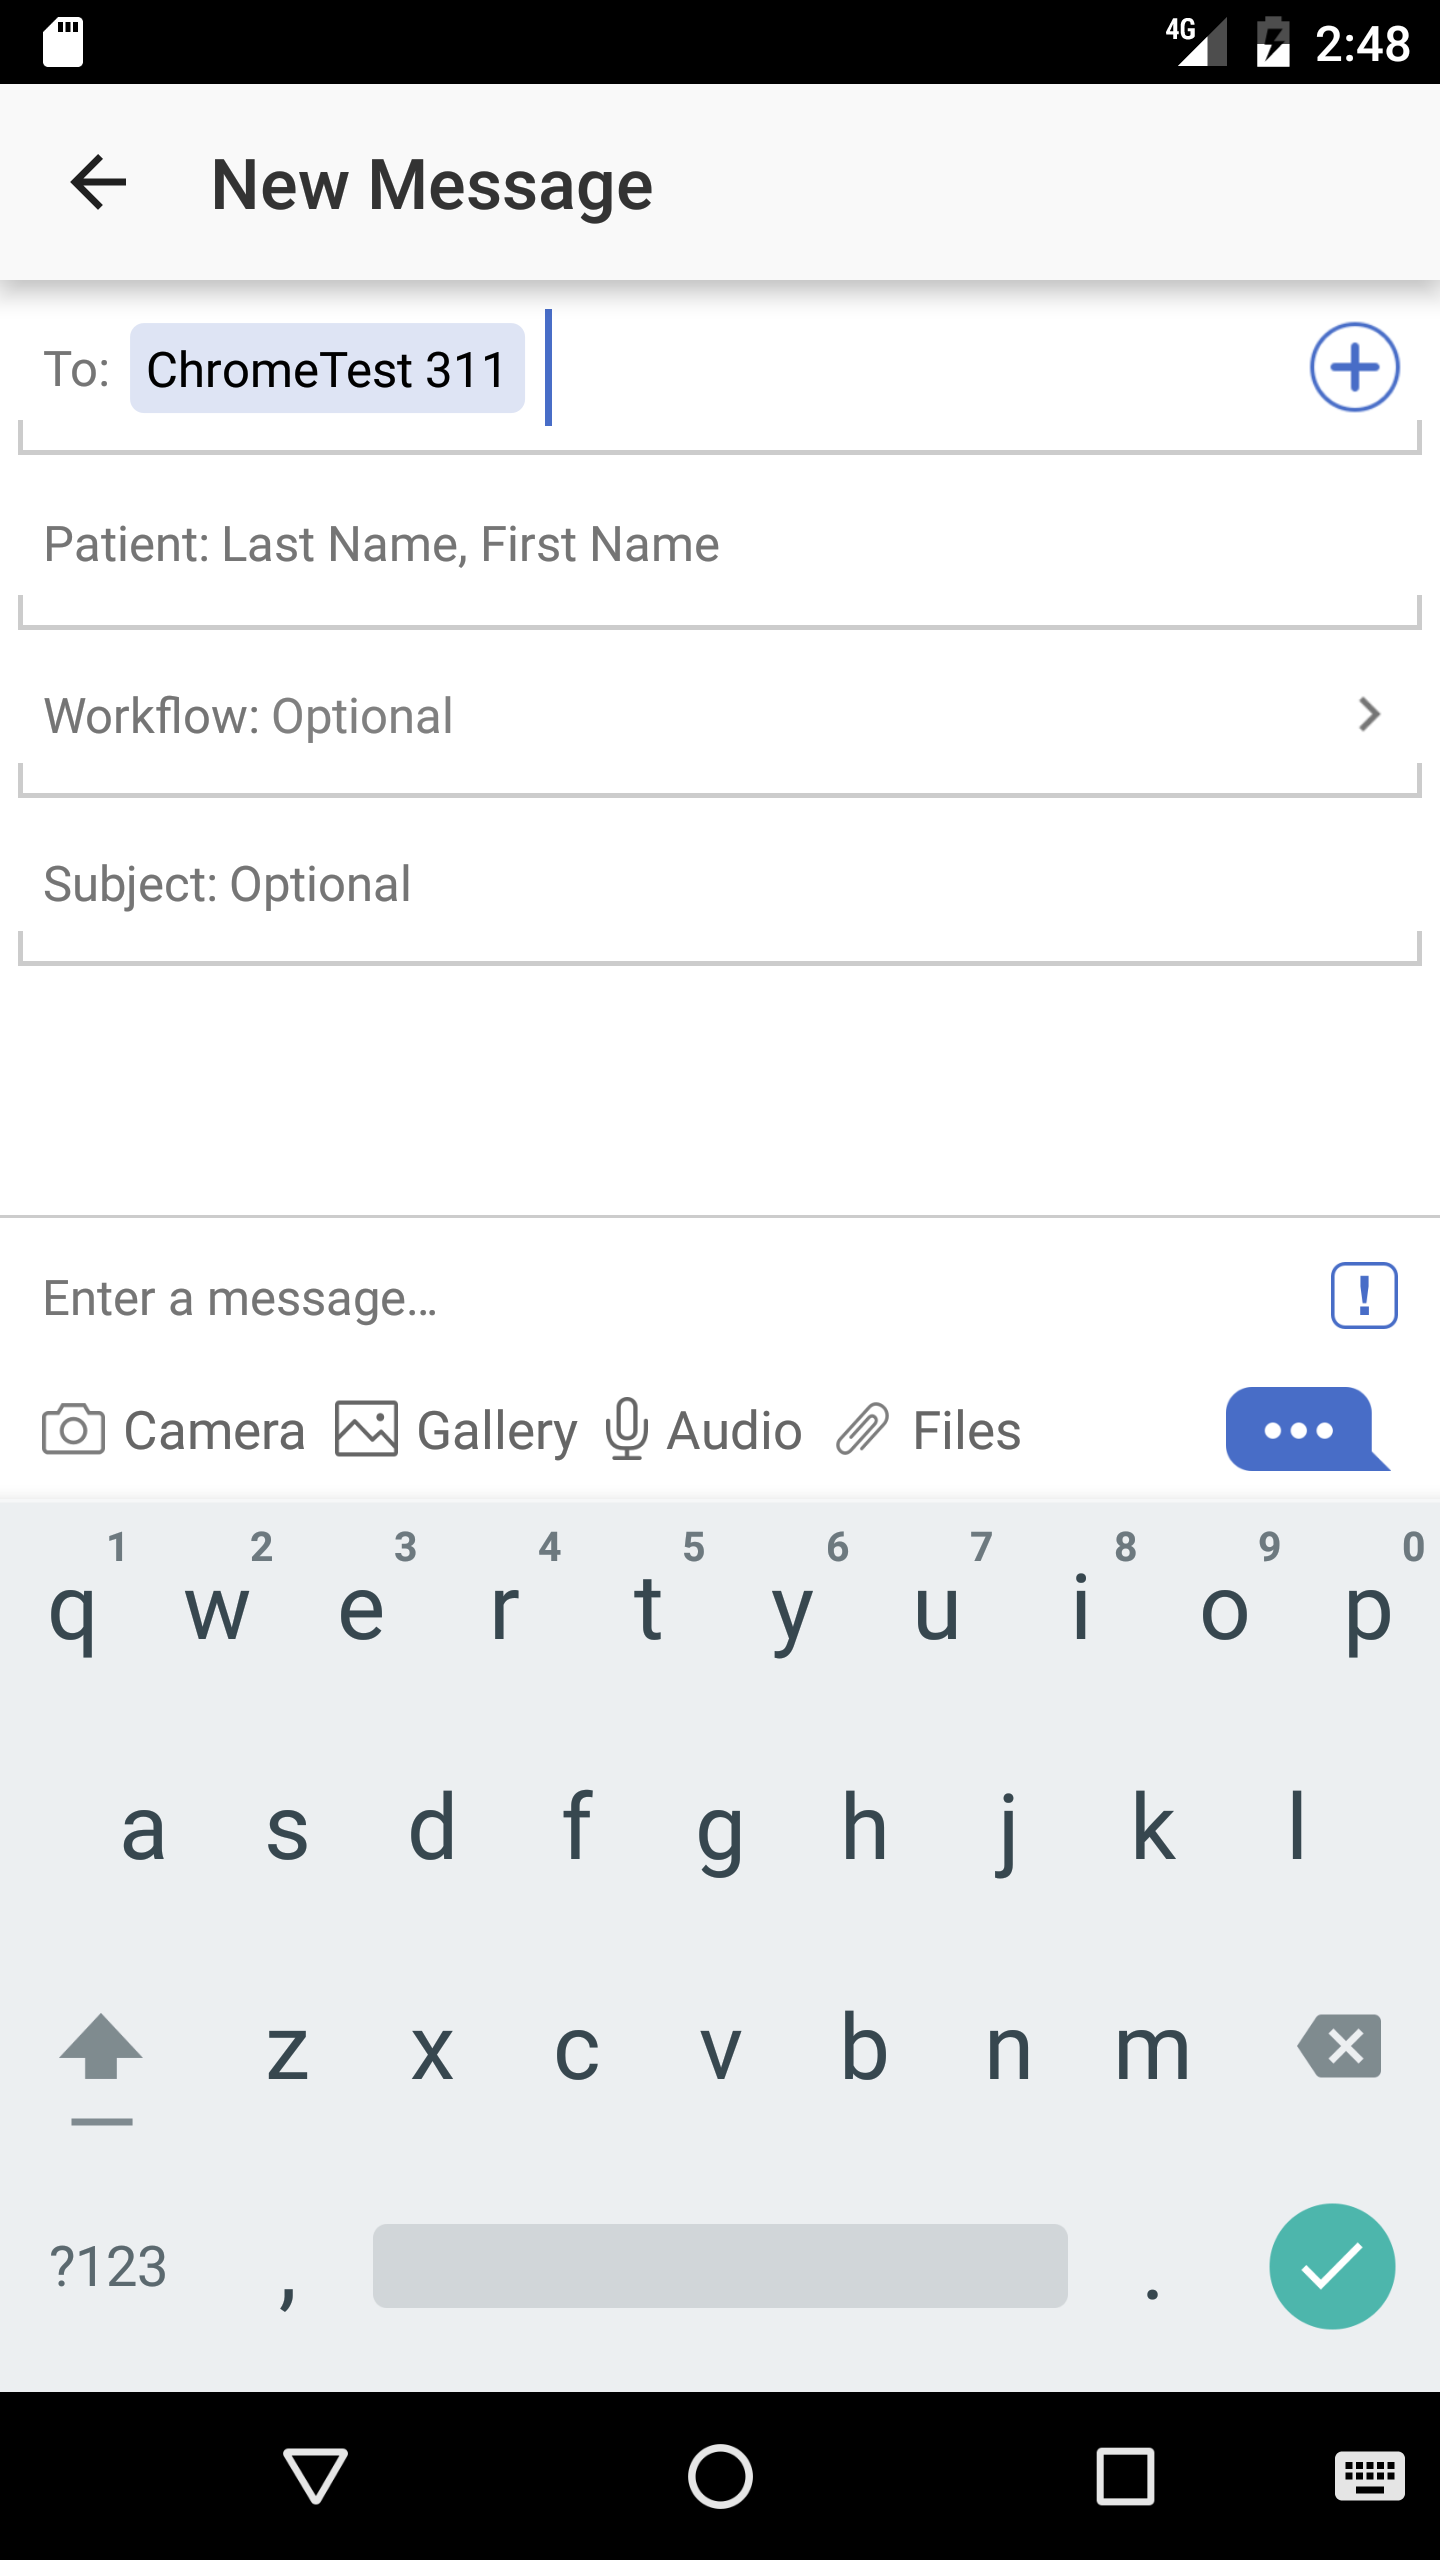 4G 2:48
New Message
To: ChromeTest 311
Patient: Last Name, First Name
Workflow: Optional
Subject: Optional
Enter a message... !
Camera Gallery Audio Files
1 2 3 4 5 6 7 8 9 0
q w e r t y u i o p
a s d f g h j k l
z x c v b n m
?123 , .